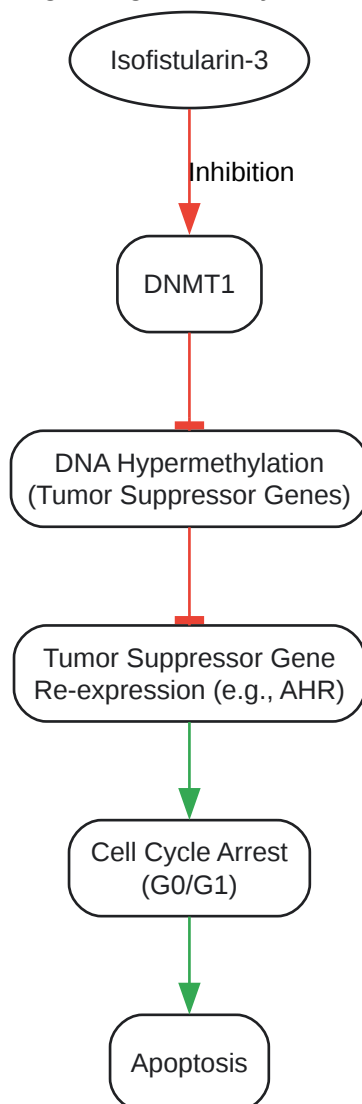 Isofistularin-3
Inhibition
DNMT1
DNA Hypermethylation
(Tumor Suppressor Genes)
Tumor Suppressor Gene
Re-expression (e.g., AHR)
Cell Cycle Arrest
(G0/G1)
Apoptosis